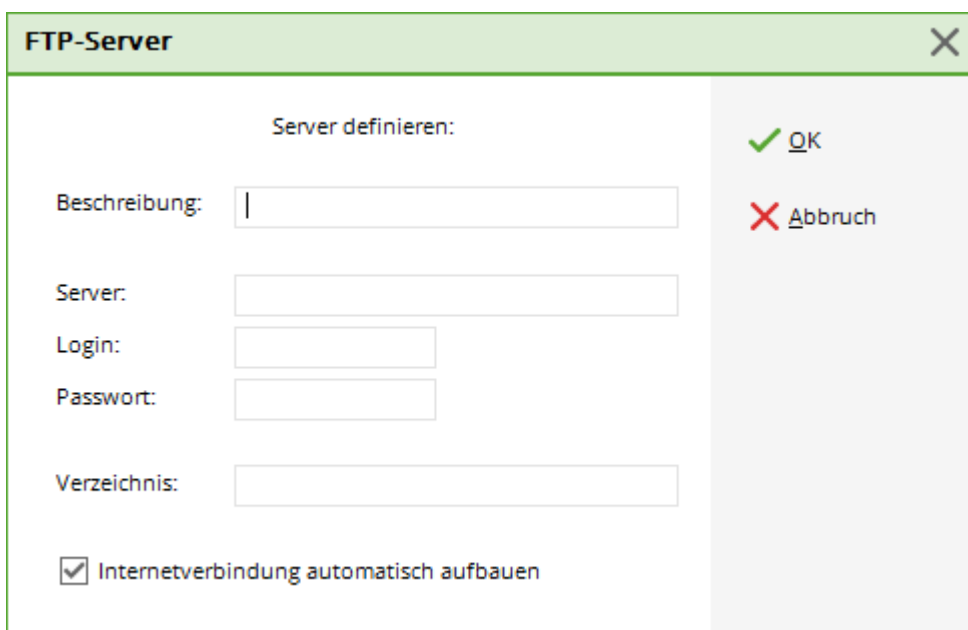 FTP-Server
Server definieren:
OK
Beschreibung:
Abbruch
Server:
Login:
Passwort:
Verzeichnis:
Internetverbindung automatisch aufbauen